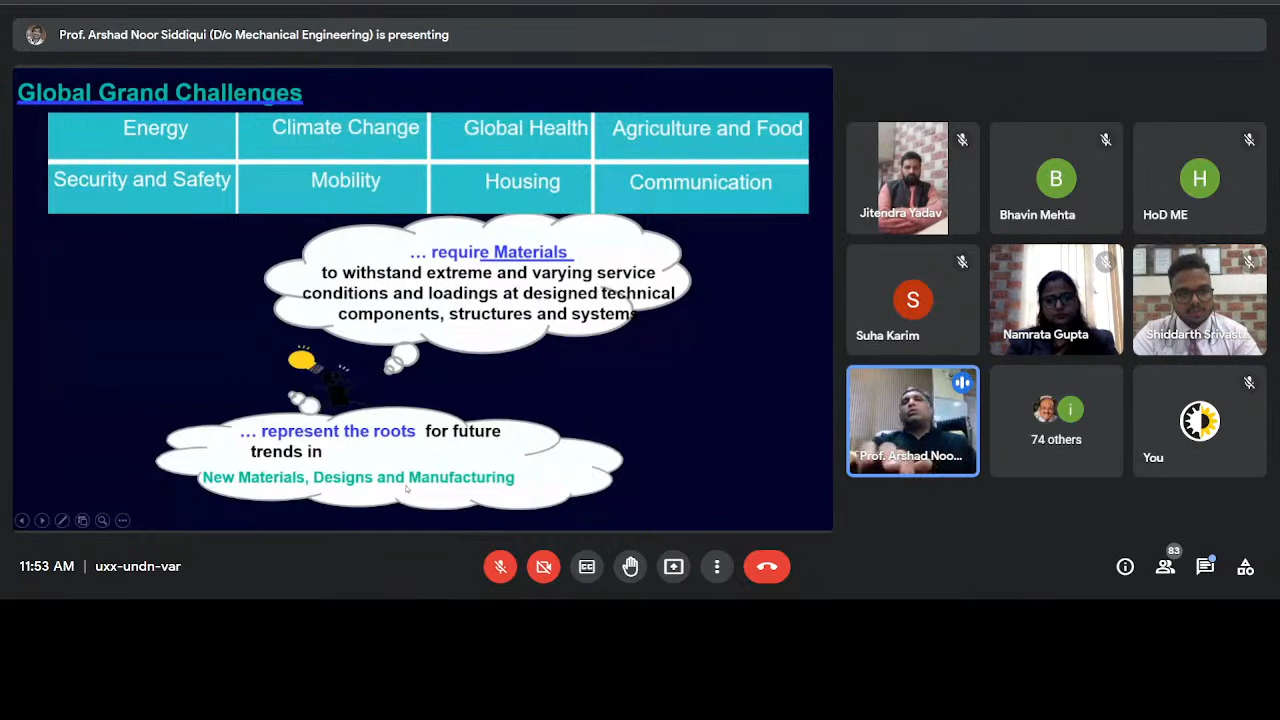 Prof. Arshad Noor Siddiqui (D/o Mechanical Engineering) is presenting
Global Grand Challenges
Energy Climate Change Global Health Agriculture and Food
Security and Safety Mobility Housing Communication
… require Materials
to withstand extreme and varying service
conditions and loadings at designed technical
components, structures and systems
… represent the roots for future
trends in
New Materials, Designs and Manufacturing
Jitendra Yadav
B
Bhavin Mehta
H
HoD ME
S
Suha Karim
Namrata Gupta
Shiddarth Srivast...
Prof. Arshad Noo...
i
74 others
You
11:53 AM | uxx-undn-var
83